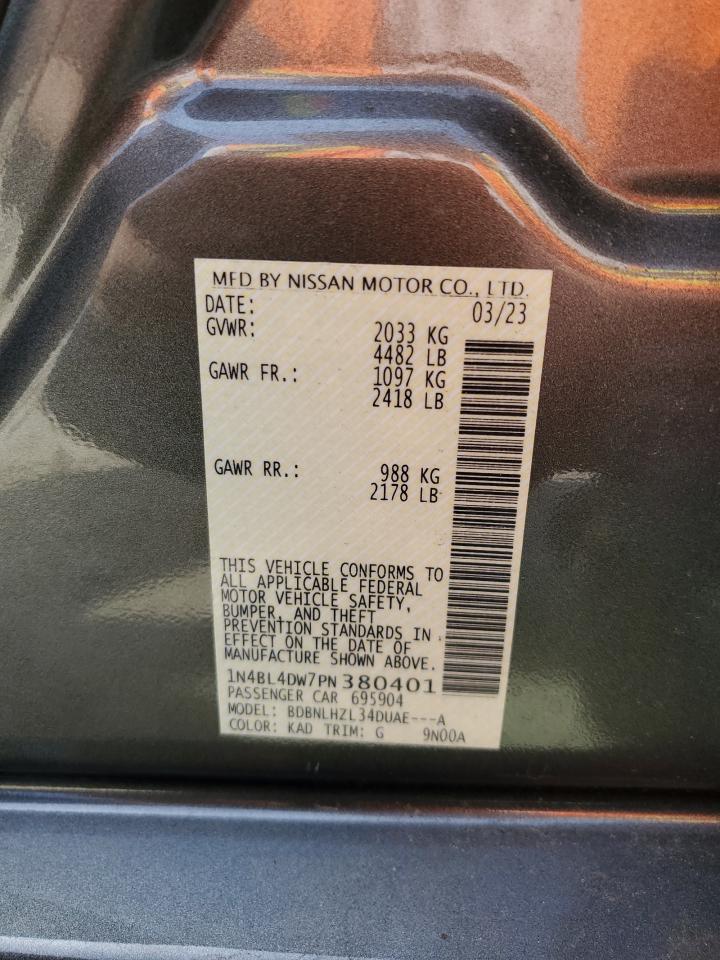 MFD BY NISSAN MOTOR CO., LTD.
DATE: 03/23
GVWR: 2033 KG
4482 LB
GAWR FR.: 1097 KG
2418 LB
GAWR RR.: 988 KG
2178 LB
THIS VEHICLE CONFORMS TO
ALL APPLICABLE FEDERAL
MOTOR VEHICLE SAFETY,
BUMPER, AND THEFT
PREVENTION STANDARDS IN
EFFECT ON THE DATE OF
MANUFACTURE SHOWN ABOVE.
1N4BL4DW7PN380401
PASSENGER CAR 695904
MODEL: BDBNLHZL34DUAE---A
COLOR: KAD TRIM: G 9N00A